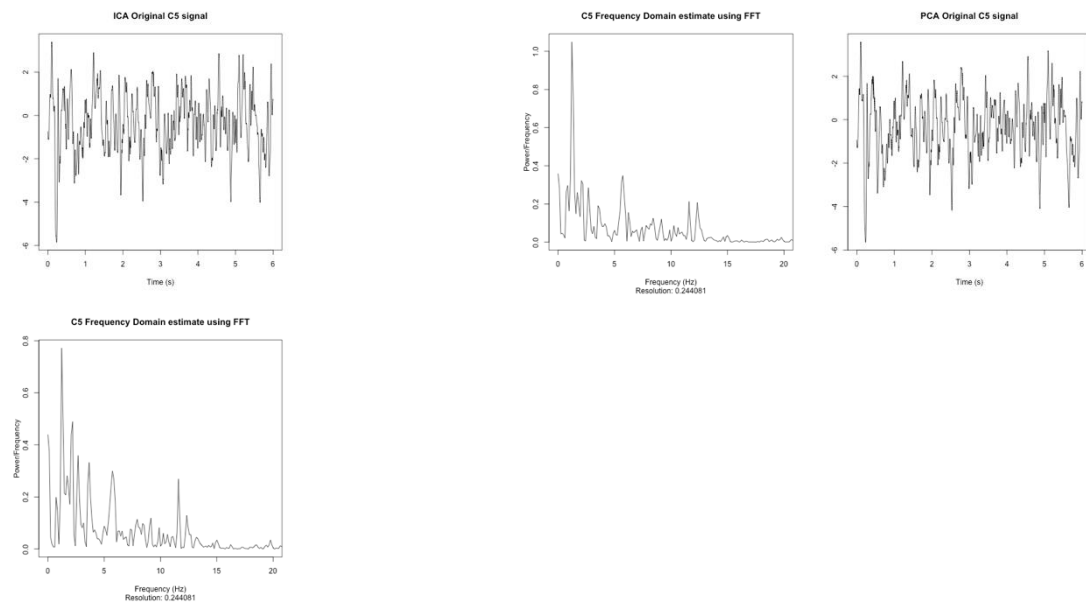 ICA Original C5 signal
2
0
-2
-4
-6
0 1 2 3 4 5 6
Time (s)
C5 Frequency Domain estimate using FFT
Power/Frequency
1.0
0.8
0.6
0.4
0.2
0.0
0 5 10 15 20
Frequency (Hz)
Resolution: 0.244081
PCA Original C5 signal
2
0
-2
-4
-6
0 1 2 3 4 5 6
Time (s)
C5 Frequency Domain estimate using FFT
Power/Frequency
0.8
0.6
0.4
0.2
0.0
0 5 10 15 20
Frequency (Hz)
Resolution: 0.244081